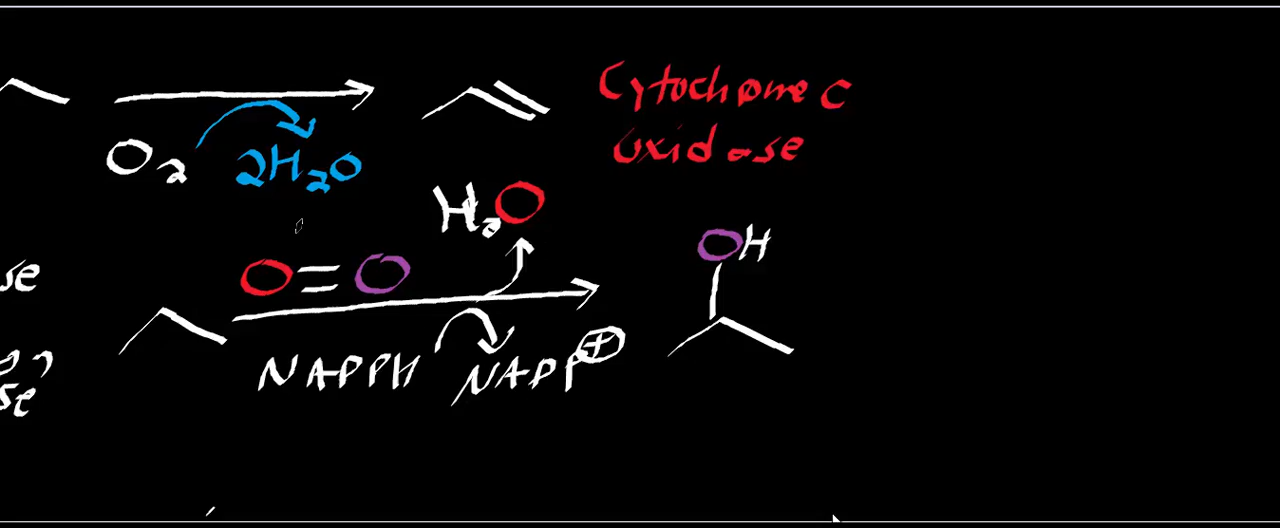 Cytochrome C
O2 2H2O oxidase
H2O
OH
se O=O
NADPH NADP+
se